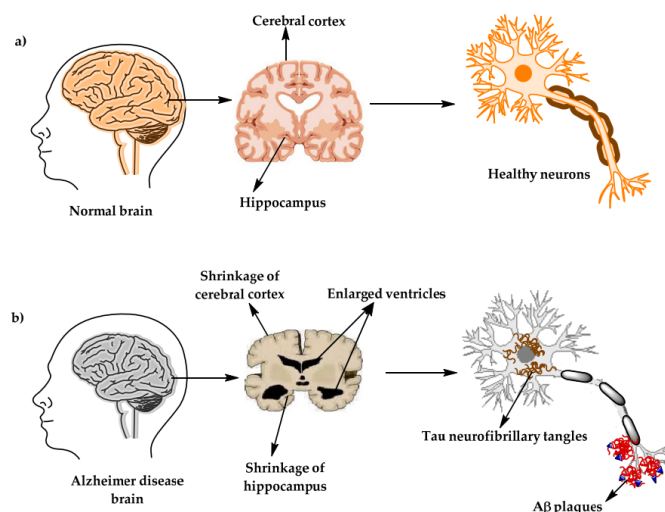 Cerebral cortex
a)
Healthy neurons
Hippocampus
Normal brain
Shrinkage of
cerebral cortex
Enlarged ventricles
b)
Tau neurofibrillary tangles
Shrinkage of
hippocampus
Alzheimer disease
brain
Aβ plaques